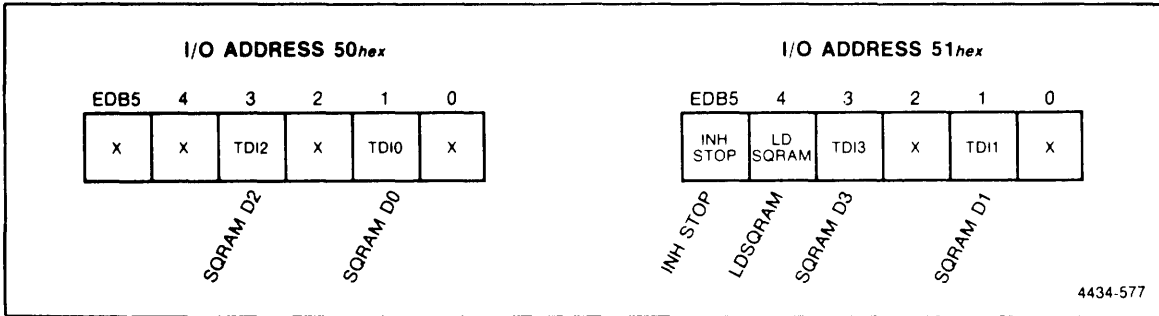 I/O ADDRESS 50hex
EDB5 4 3 2 1 0
X X TDI2 X TDI0 X
SQRAM D2
SQRAM D0
I/O ADDRESS 51hex
EDB5 4 3 2 1 0
INH STOP LD SQRAM TDI3 X TDI1 X
INH STOP
LDSQRAM
SQRAM D3
SQRAM D1
4434-577